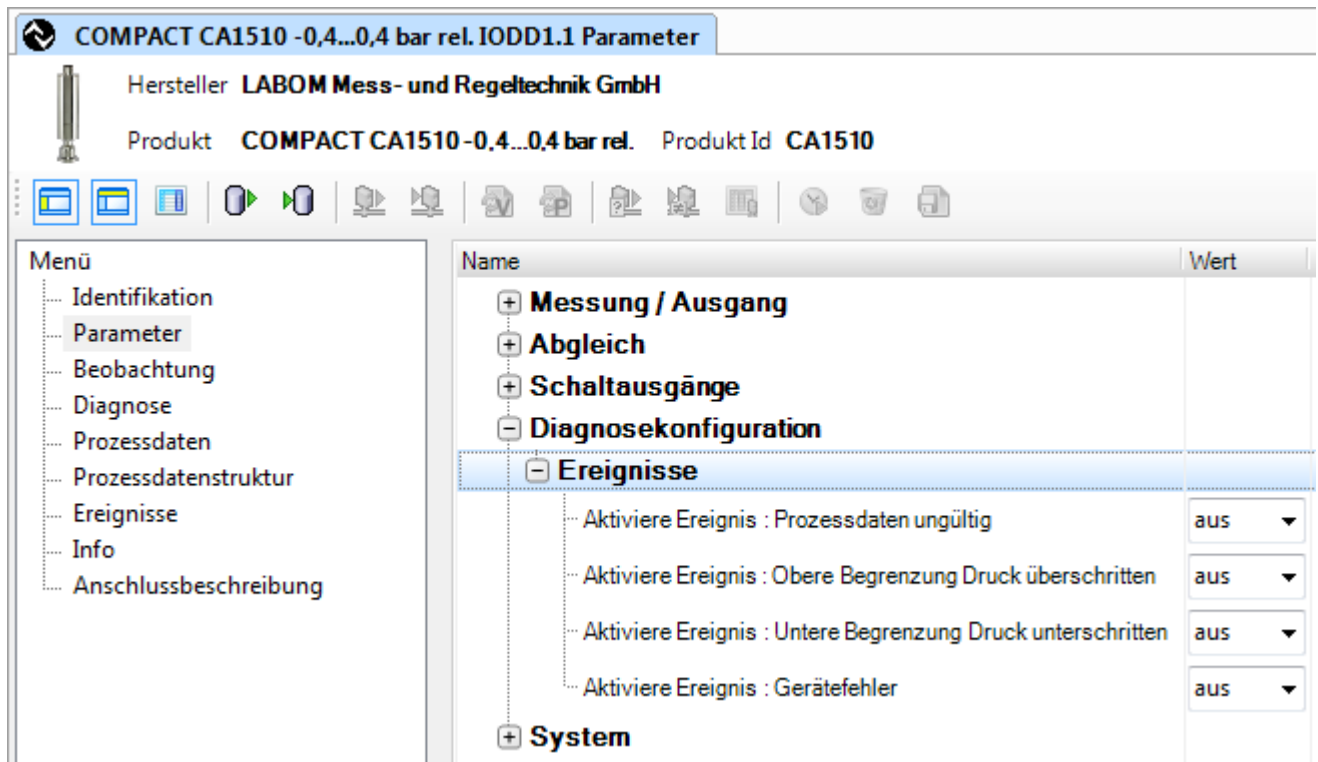 COMPACT CA1510 -0,4...0,4 bar rel. IODD1.1 Parameter
Hersteller LABOM Mess- und Regeltechnik GmbH
Produkt COMPACT CA1510 -0,4...0,4 bar rel. Produkt Id CA1510
Menü
Identifikation
Parameter
Beobachtung
Diagnose
Prozessdaten
Prozessdatenstruktur
Ereignisse
Info
Anschlussbeschreibung
Name Wert
Messung / Ausgang
Abgleich
Schaltausgänge
Diagnosekonfiguration
Ereignisse
Aktiviere Ereignis : Prozessdaten ungültig aus
Aktiviere Ereignis : Obere Begrenzung Druck überschritten aus
Aktiviere Ereignis : Untere Begrenzung Druck unterschritten aus
Aktiviere Ereignis : Gerätefehler aus
System